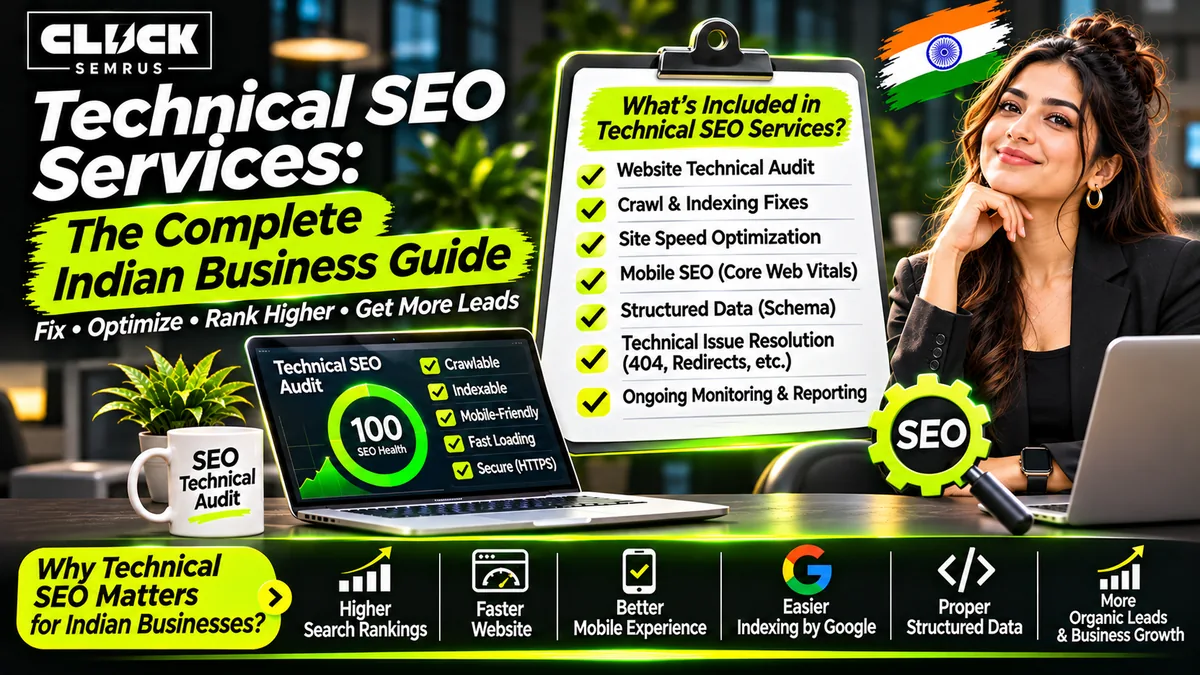 CLICK
SEMRUS
Technical SEO
Services:
The Complete
Indian Business Guide
Fix • Optimize • Rank Higher • Get More Leads
What's Included in
Technical SEO Services?
Website Technical Audit
Crawl & Indexing Fixes
Site Speed Optimization
Mobile SEO (Core Web Vitals)
Structured Data (Schema)
Technical Issue Resolution
(404, Redirects, etc.)
Ongoing Monitoring & Reporting
Technical SEO
Audit
100
SEO Health
Crawlable
Indexable
Mobile-Friendly
Fast Loading
Secure (HTTPS)
SEO
Technical
Audit
SEO
Why Technical
SEO Matters
for Indian Businesses?
Higher
Search Rankings
Faster
Website
Better
Mobile Experience
Easier
Indexing by Google
Proper
Structured Data
More
Organic Leads
& Business Growth